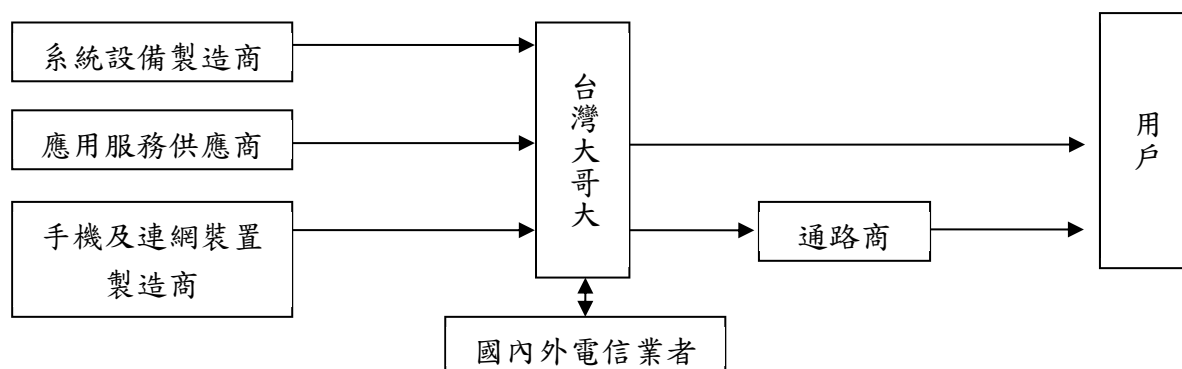 系統設備製造商
應用服務供應商
手機及連網裝置
製造商
台灣大哥大
通路商
用戶
國內外電信業者